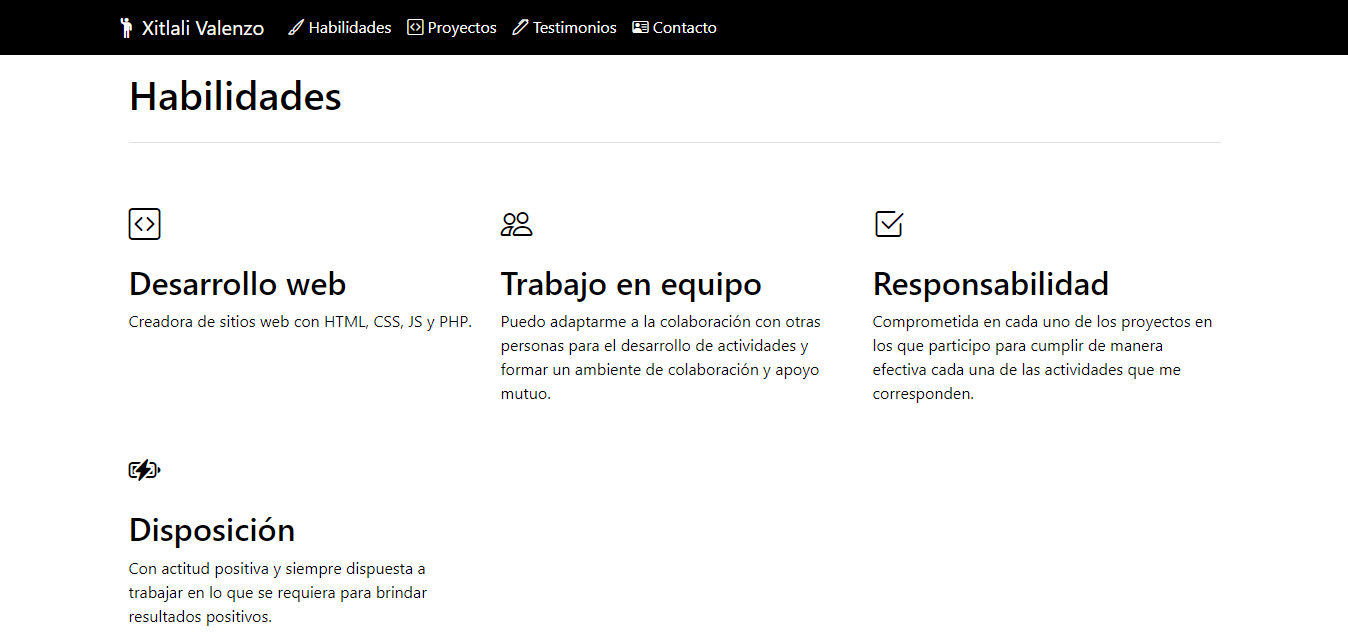 Xitlali Valenzo Habilidades Proyectos Testimonios Contacto
Habilidades
Desarrollo web
Creadora de sitios web con HTML, CSS, JS y PHP.
Trabajo en equipo
Puedo adaptarme a la colaboración con otras
personas para el desarrollo de actividades y
formar un ambiente de colaboración y apoyo
mutuo.
Responsabilidad
Comprometida en cada uno de los proyectos en
los que participo para cumplir de manera
efectiva cada una de las actividades que me
corresponden.
Disposición
Con actitud positiva y siempre dispuesta a
trabajar en lo que se requiera para brindar
resultados positivos.